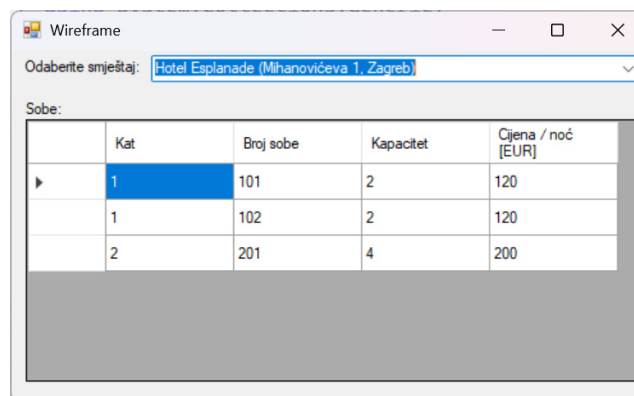 Wireframe
Odaberite smještaj: Hotel Esplanade (Mihanovićeva 1, Zagreb)
Sobe:
Kat Broj sobe Kapacitet Cijena / noć
[EUR]
1 101 2 120
1 102 2 120
2 201 4 200